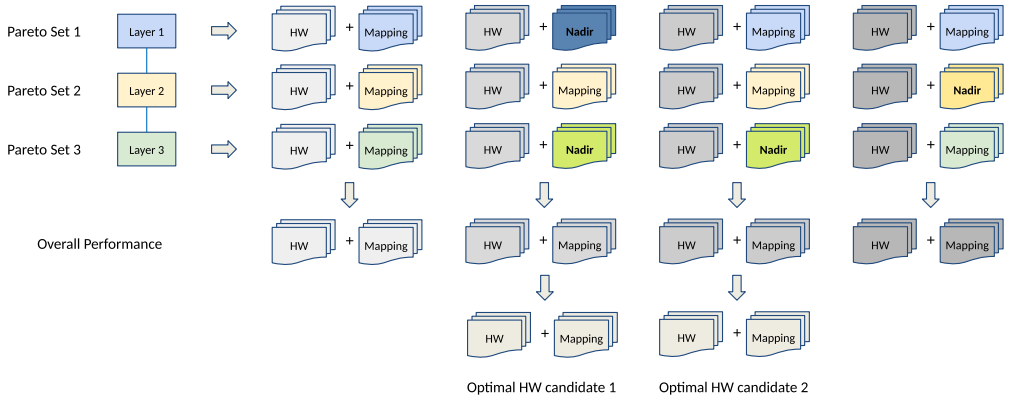 Pareto Set 1 Layer 1 HW + Mapping HW + Nadir HW + Mapping HW + Mapping
Pareto Set 2 Layer 2 HW + Mapping HW + Mapping HW + Mapping HW + Nadir
Pareto Set 3 Layer 3 HW + Mapping HW + Nadir HW + Nadir HW + Mapping
Overall Performance HW + Mapping HW + Mapping HW + Mapping HW + Mapping
HW + Mapping HW + Mapping
Optimal HW candidate 1 Optimal HW candidate 2